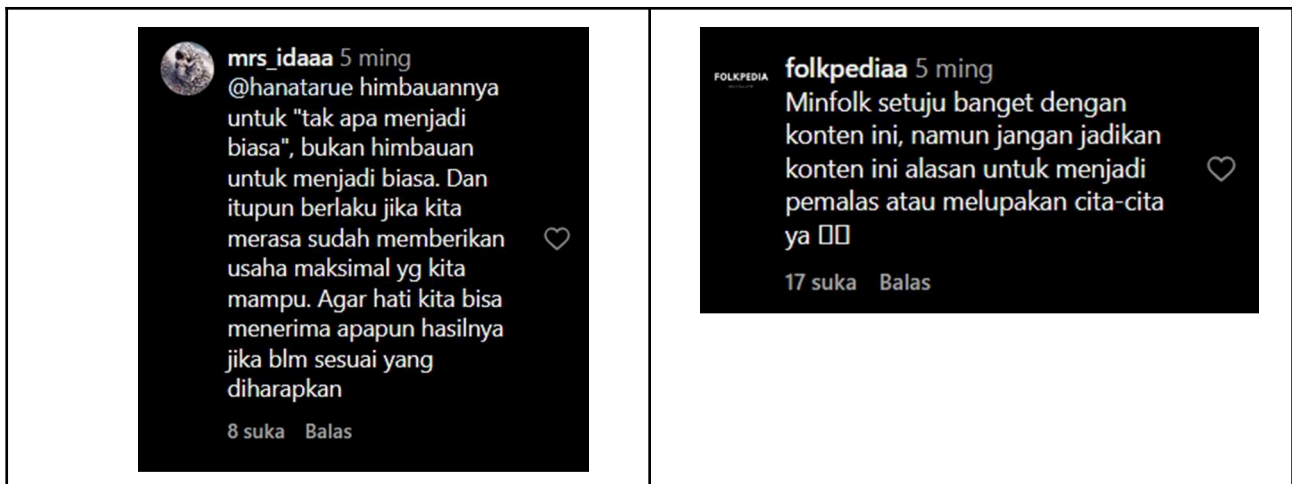 mrs_idaaa 5 ming
@hanatarue himbauannya
untuk "tak apa menjadi
biasa", bukan himbauan
untuk menjadi biasa. Dan
itupun berlaku jika kita
merasa sudah memberikan
usaha maksimal yg kita
mampu. Agar hati kita bisa
menerima apapun hasilnya
jika blm sesuai yang
diharapkan
8 suka Balas
FOLKPEDIA
folkpediaa 5 ming
Minfolk setuju banget dengan
konten ini, namun jangan jadikan
konten ini alasan untuk menjadi
pemalas atau melupakan cita-cita
ya
17 suka Balas